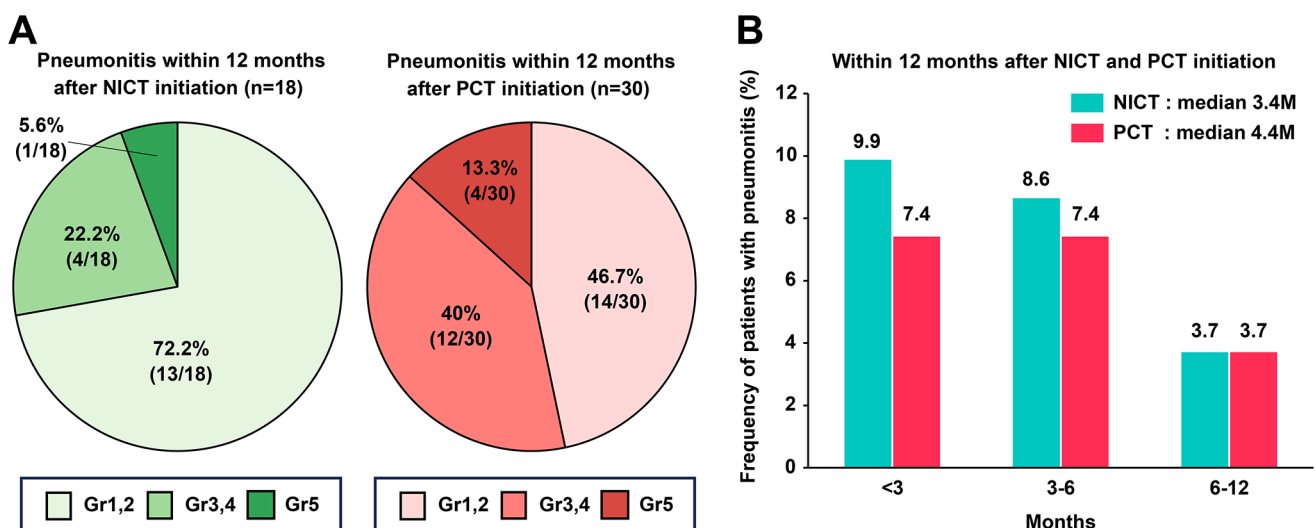 A
Pneumonitis within 12 months
after NICT initiation (n=18)
5.6%
(1/18)
22.2%
(4/18)
72.2%
(13/18)
Gr1,2
Gr3,4
Gr5
Pneumonitis within 12 months
after PCT initiation (n=30)
13.3%
(4/30)
40%
(12/30)
46.7%
(14/30)
Gr1,2
Gr3,4
Gr5
B
Within 12 months after NICT and PCT initiation
Frequency of patients with pneumonitis (%)
12
10
8
6
4
2
0
NICT : median 3.4M
PCT : median 4.4M
9.9
7.4
8.6
7.4
3.7
3.7
<3
3-6
6-12
Months